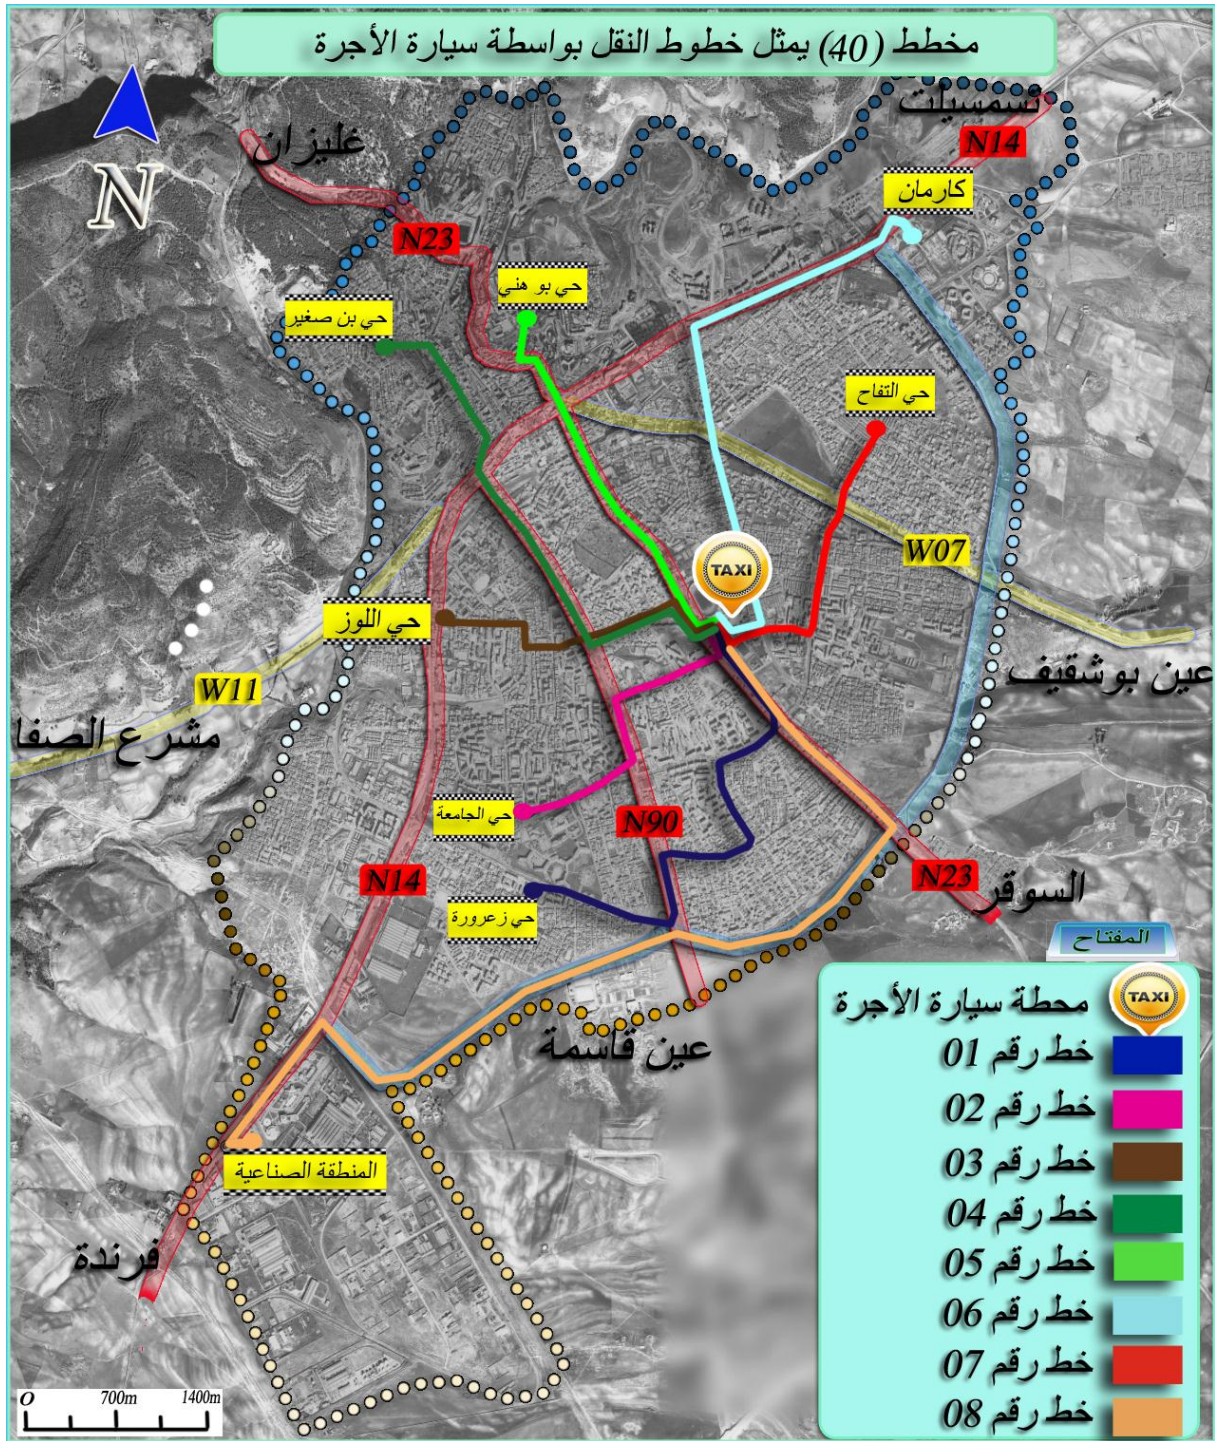 مخطط (40) يمثل خطوط النقل بواسطة سيارة الأجرة
تسمسيلت
N14
غليزان
كارمان
N
N23
حي بو هني
حي بن صغير
حي التفاح
W07
TAXI
حي اللوز
عين بوشقيف
W11
مشرع الصفا
حي الجامعة
N90
N14
N23
السوقر
حي زعرورة
المفتاح
عين قاسمة
المنطقة الصناعية
فرندة
TAXI
محطة سيارة الأجرة
خط رقم 01
خط رقم 02
خط رقم 03
خط رقم 04
خط رقم 05
خط رقم 06
خط رقم 07
خط رقم 08
O 700m 1400m